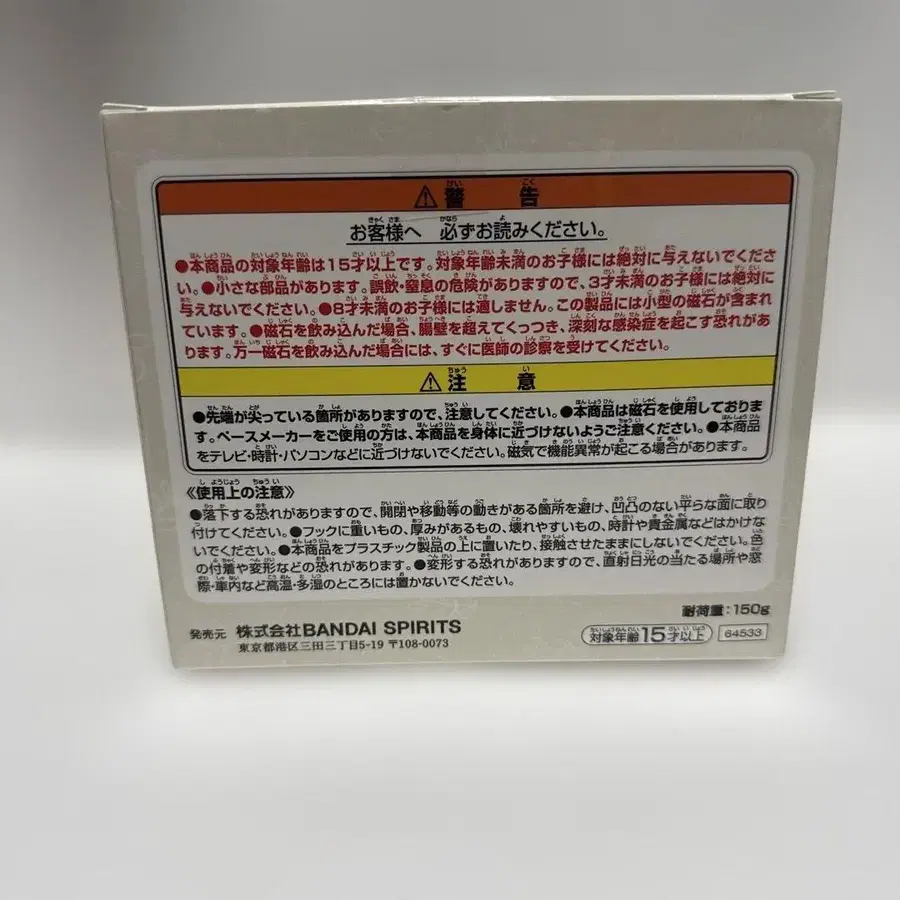 ⚠警告
お客様へ 必ずお読みください。
●本商品の対象年齢は15才以上です。対象年齢未満のお子様には絶対に与えないでくださ
い。●小さな部品があります。誤飲・窒息の危険がありますので、3才未満のお子様には絶対に
与えないでください。●8才未満のお子様には適しません。この製品には小型の磁石が含まれ
ています。●磁石を飲み込んだ場合、腸壁を超えてくっつき、深刻な感染症を起こす恐れがあ
ります。万一磁石を飲み込んだ場合には、すぐに医師の診察を受けてください。
⚠注意
●先端が尖っている箇所がありますので、注意してください。●本商品は磁石を使用しておりま
す。ペースメーカーをご使用の方は、本商品を身体に近づけないようご注意ください。●本商品
をテレビ・時計・パソコンなどに近づけないでください。磁気で機能異常が起こる場合があります。
《使用上の注意》
●落下する恐れがありますので、開閉や移動等の動きがある箇所を避け、凹凸のない平らな面に取り
付けてください。●フックに重いもの、厚みがあるもの、壊れやすいもの、時計や貴金属などはかけな
いでください。●本商品をプラスチック製品の上に置いたり、接触させたままにしないでください。色
の付着や変形などの恐れがあります。●変形する恐れがありますので、直射日光の当たる場所や窓
際・車内など高温・多湿のところには置かないでください。
耐荷重:150g
発売元 株式会社BANDAI SPIRITS
東京都港区三田三丁目5-19 〒108-0073
対象年齢15才以上
64533